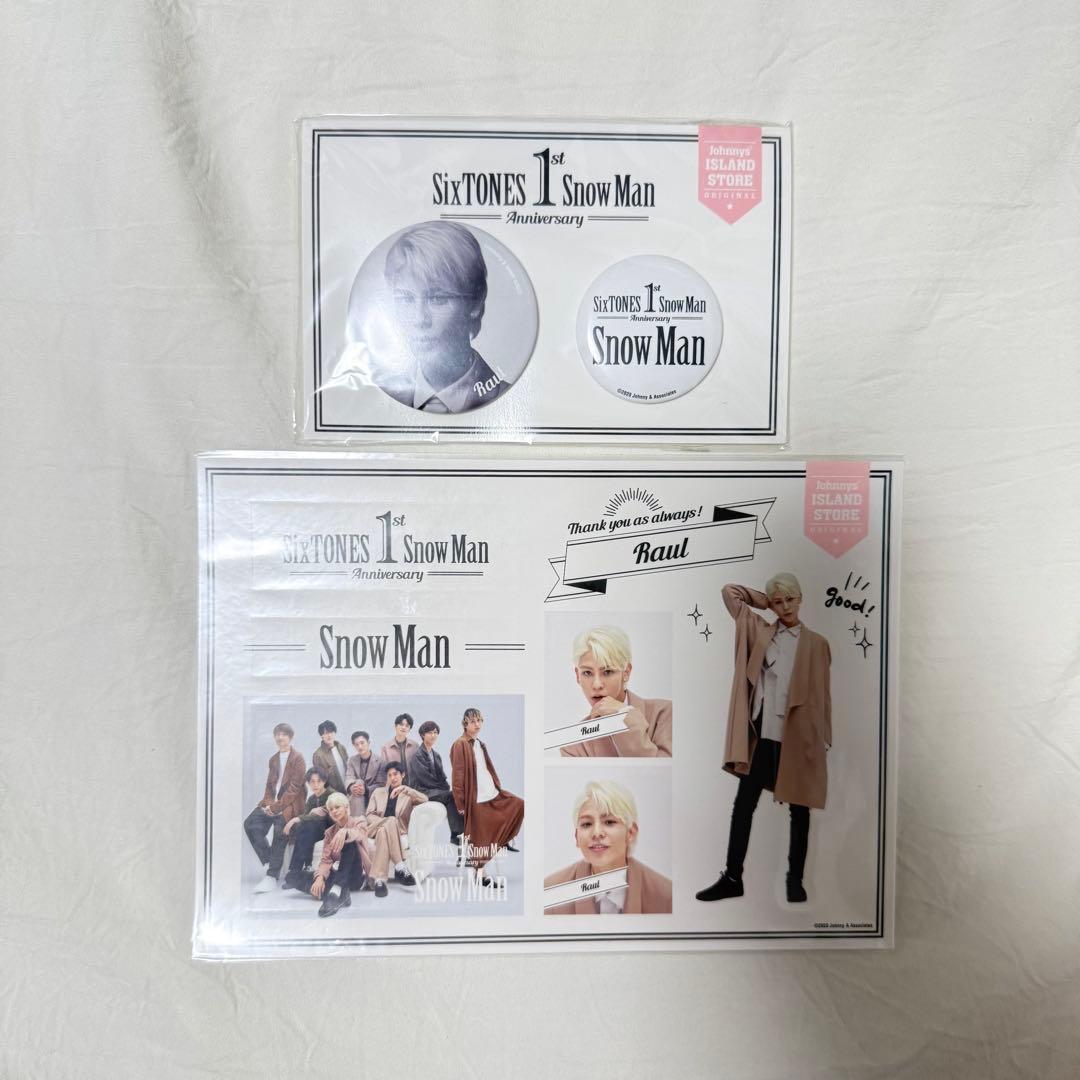 SixTONES 1st Snow Man
Anniversary
Johnnys'
ISLAND
STORE
ORIGINAL
Raul
SixTONES 1st Snow Man
Anniversary
Snow Man
©2020 Johnny & Associates
SixTONES 1st Snow Man
Anniversary
Snow Man
Thank you as always!
Raul
Johnnys'
ISLAND
STORE
ORIGINAL
good!
Raul
Raul
SixTONES 1st Snow Man
Anniversary
Snow Man
©2020 Johnny & Associates